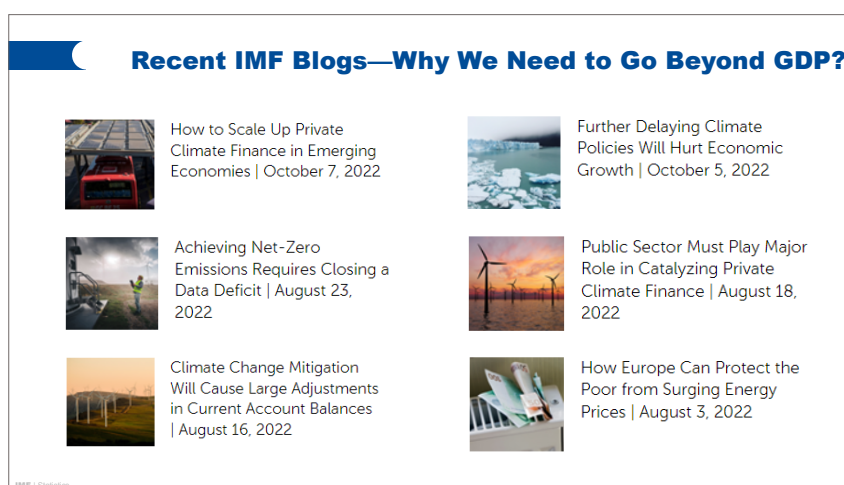 Recent IMF Blogs—Why We Need to Go Beyond GDP?
How to Scale Up Private
Climate Finance in Emerging
Economies | October 7, 2022
Further Delaying Climate
Policies Will Hurt Economic
Growth | October 5, 2022
Achieving Net-Zero
Emissions Requires Closing a
Data Deficit | August 23,
2022
Public Sector Must Play Major
Role in Catalyzing Private
Climate Finance | August 18,
2022
Climate Change Mitigation
Will Cause Large Adjustments
in Current Account Balances
| August 16, 2022
How Europe Can Protect the
Poor from Surging Energy
Prices | August 3, 2022
IMF | Statistics